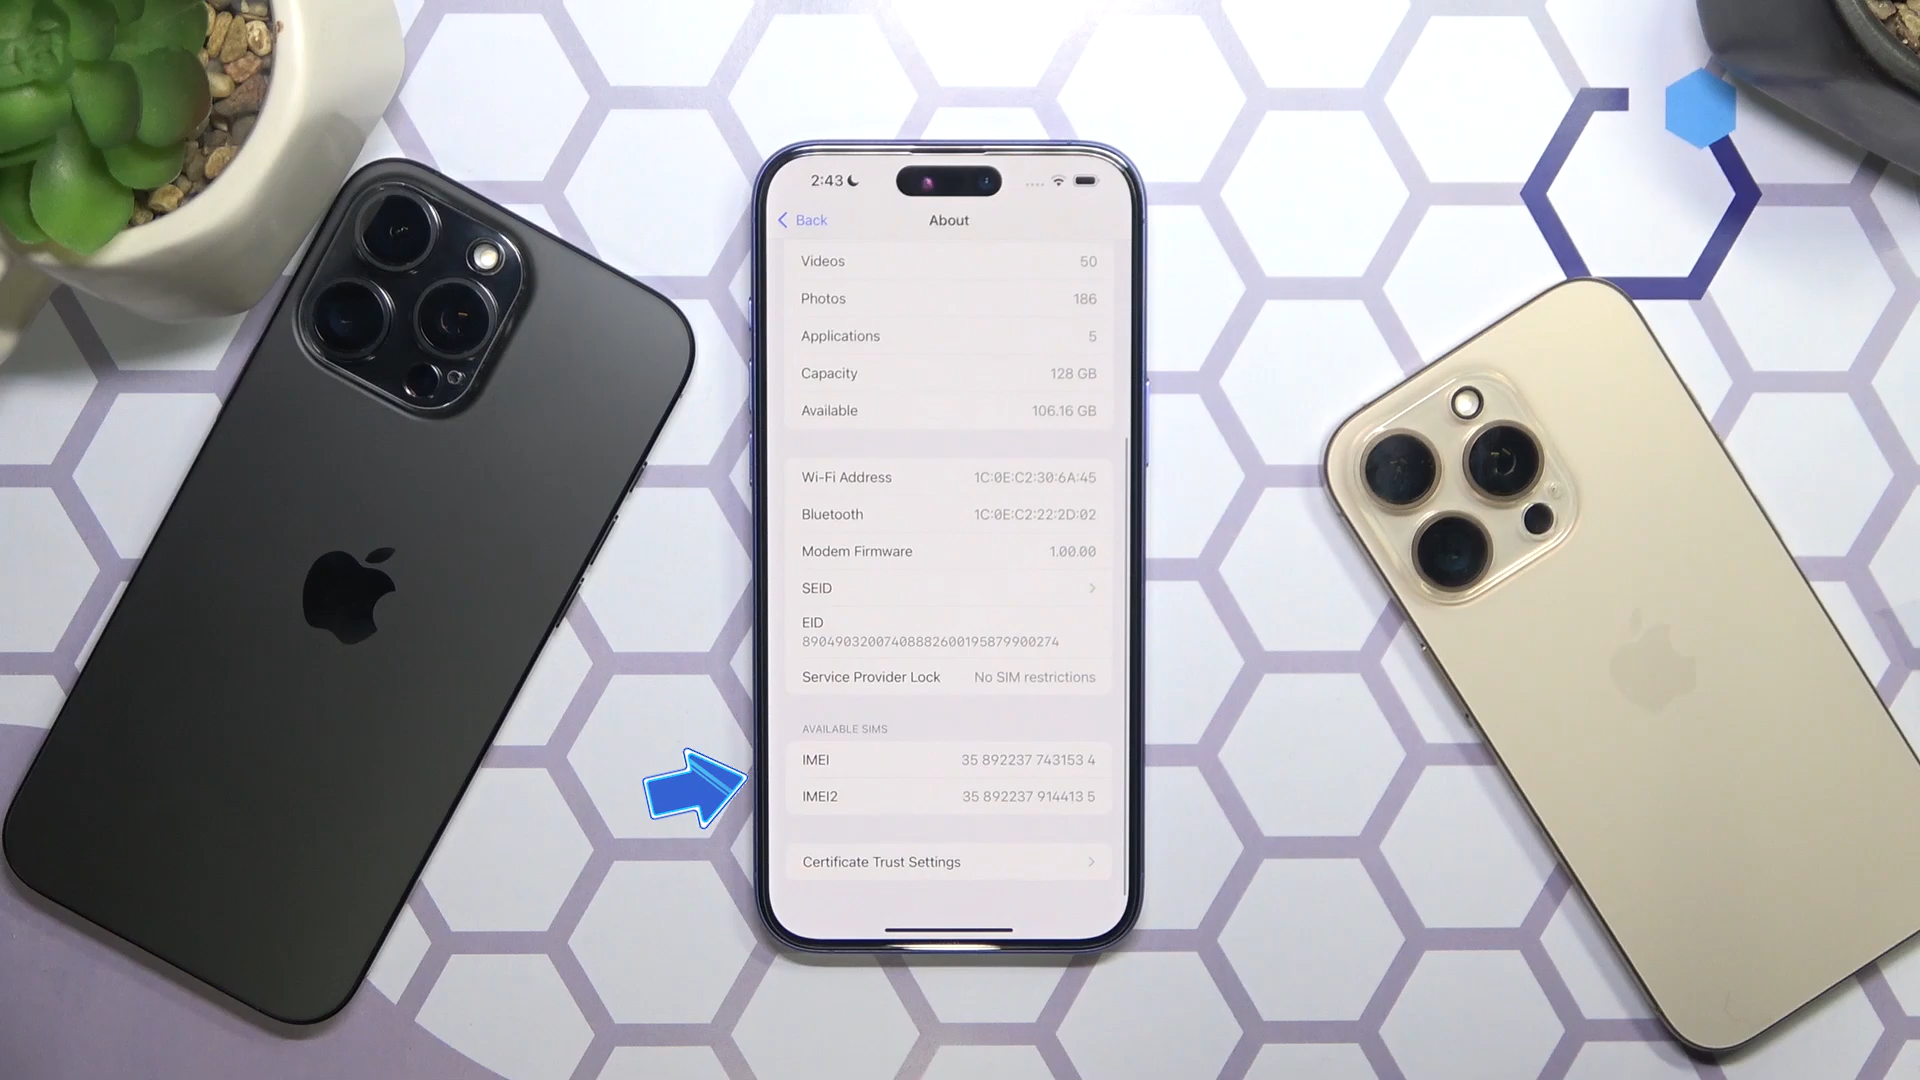 2:43
Back About
Videos 50
Photos 186
Applications 5
Capacity 128 GB
Available 106.16 GB
Wi-Fi Address 1C:0E:C2:30:6A:45
Bluetooth 1C:0E:C2:22:2D:02
Modem Firmware 1.00.00
SEID
EID
89049032007408882600195879900274
Service Provider Lock No SIM restrictions
AVAILABLE SIMS
IMEI 35 892237 743153 4
IMEI2 35 892237 914413 5
Certificate Trust Settings